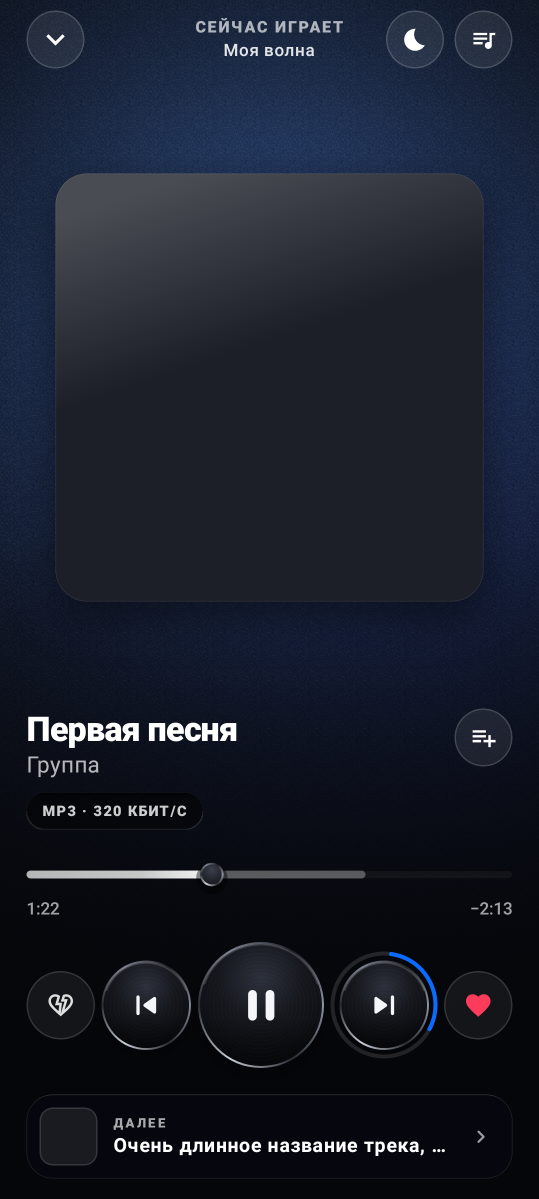 СЕЙЧАС ИГРАЕТ
Моя волна
Первая песня
Группа
MP3 · 320 КБИТ/С
1:22
−2:13
ДАЛЕЕ
Очень длинное название трека, …